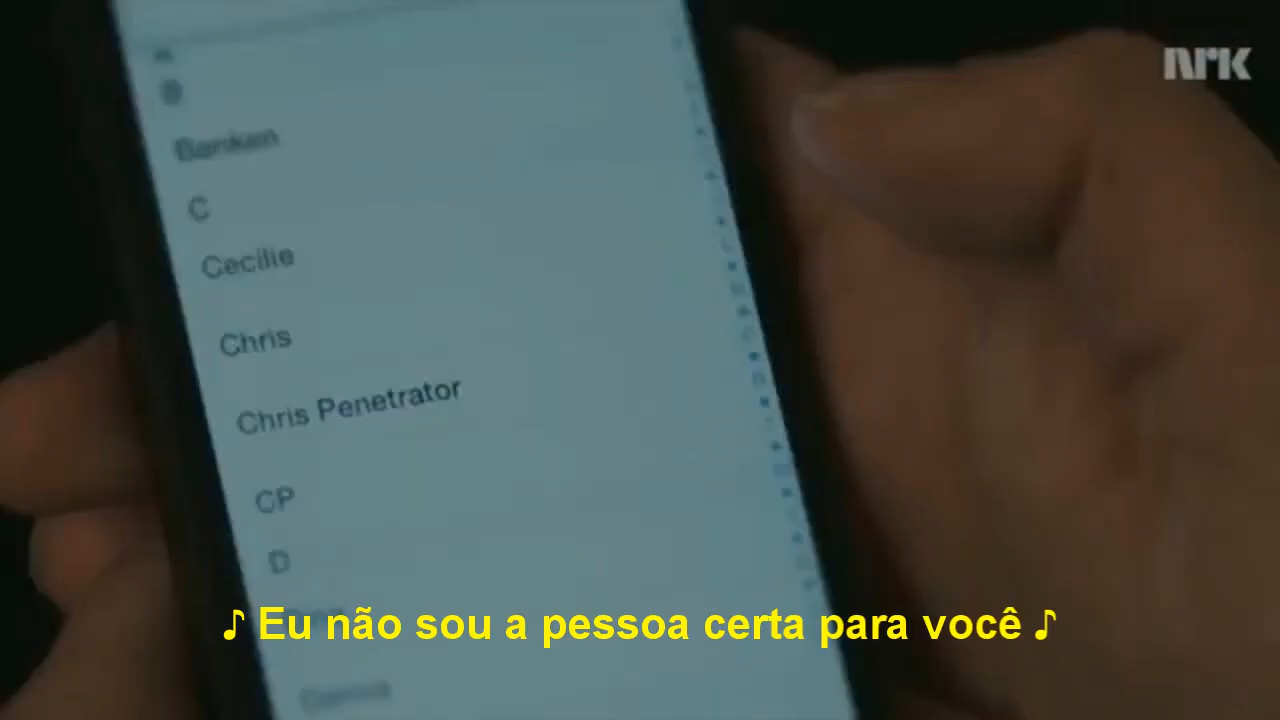 NRK
B
Banken
C
Cecilie
Chris
Chris Penetrator
CP
D
♪ Eu não sou a pessoa certa para você ♪